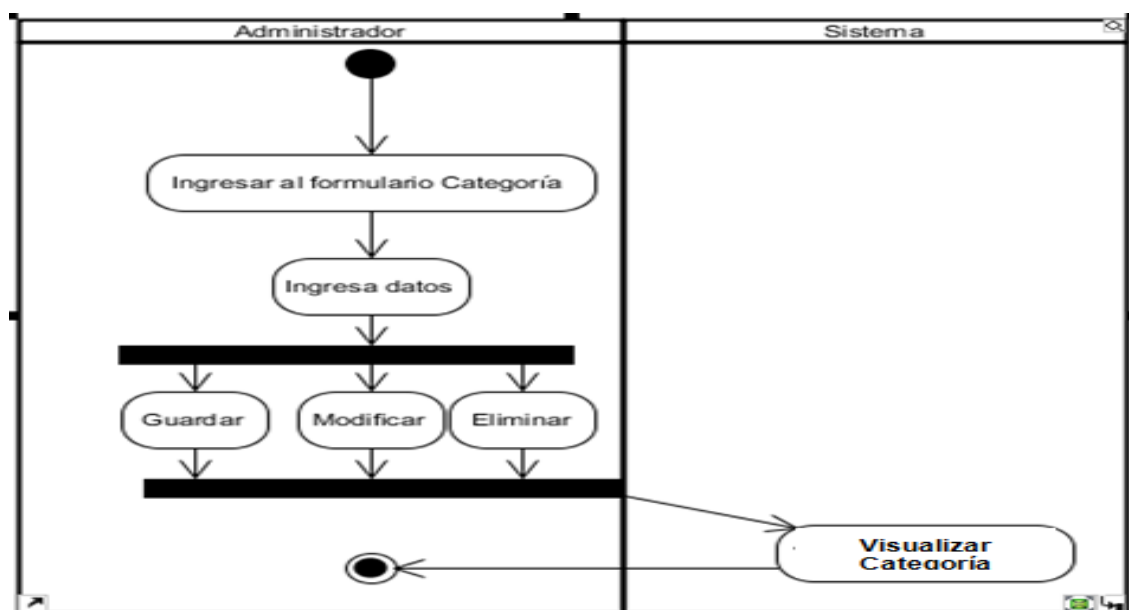 Administrador
Sistema
Ingresar al formulario Categoría
Ingresa datos
Guardar
Modificar
Eliminar
Visualizar
Categoría